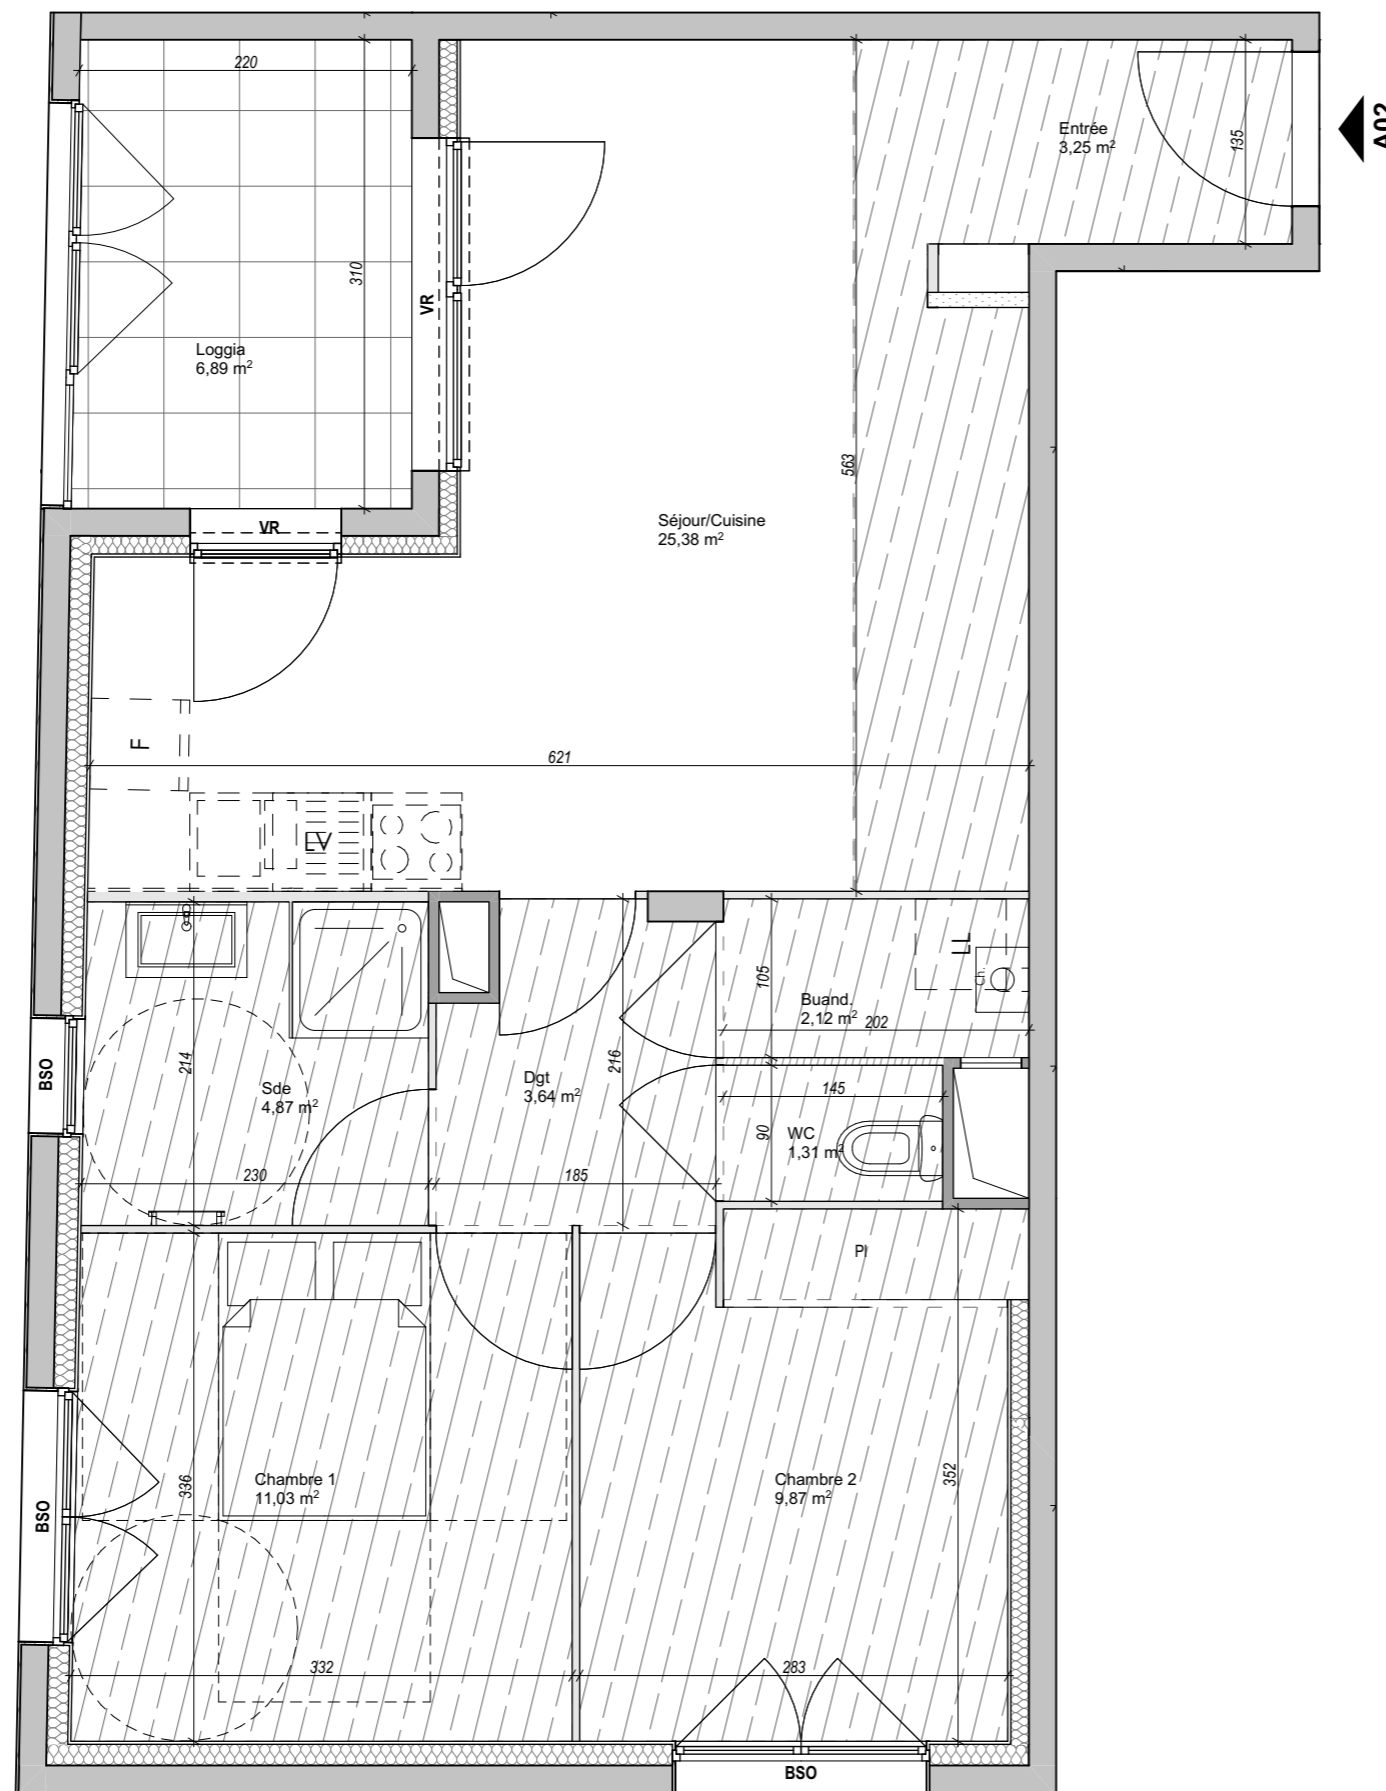 220
Entrée
3,25 m²
135
A02
310
VR
Loggia
6,89 m²
563
Séjour/Cuisine
25,38 m²
VR
F
621
LV
LL
105
Buand.
2,12 m²
202
214
216
Sde
4,87 m²
Dgt
3,64 m²
145
90
WC
1,31 m²
BSO
230
185
Pl
336
Chambre 1
11,03 m²
Chambre 2
9,87 m²
352
BSO
332
283
BSO